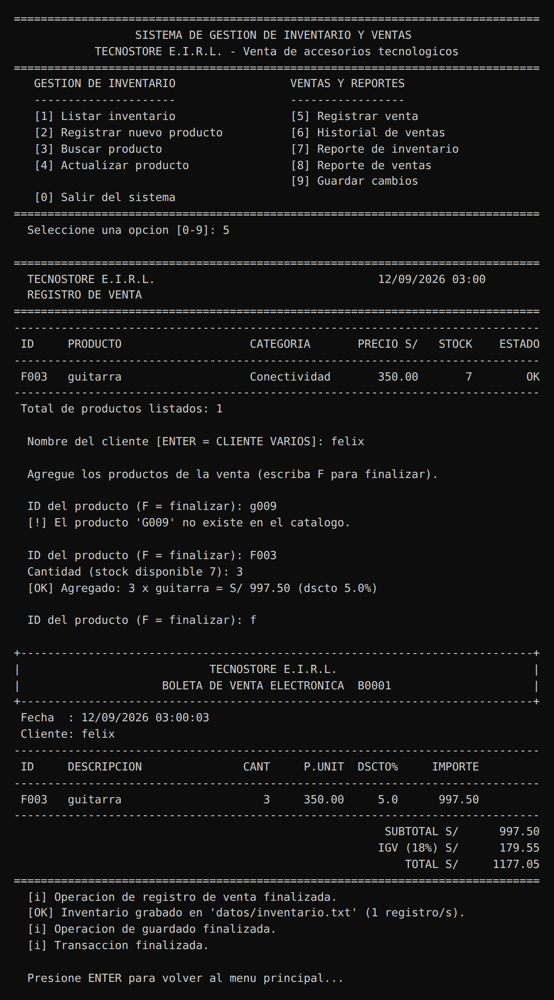 ==============================================================================
                  SISTEMA DE GESTION DE INVENTARIO Y VENTAS
            TECNOSTORE E.I.R.L. - Venta de accesorios tecnologicos
==============================================================================
   GESTION DE INVENTARIO                 VENTAS Y REPORTES
   ---------------------                 -----------------
   [1] Listar inventario                 [5] Registrar venta
   [2] Registrar nuevo producto          [6] Historial de ventas
   [3] Buscar producto                   [7] Reporte de inventario
   [4] Actualizar producto               [8] Reporte de ventas
                                         [9] Guardar cambios
   [0] Salir del sistema
==============================================================================
  Seleccione una opcion [0-9]: 5

==============================================================================
  TECNOSTORE E.I.R.L.                                 12/09/2026 03:00
  REGISTRO DE VENTA
==============================================================================
------------------------------------------------------------------------------
 ID     PRODUCTO                   CATEGORIA       PRECIO S/   STOCK    ESTADO
------------------------------------------------------------------------------
 F003   guitarra                   Conectividad       350.00       7        OK
------------------------------------------------------------------------------
 Total de productos listados: 1

  Nombre del cliente [ENTER = CLIENTE VARIOS]: felix

  Agregue los productos de la venta (escriba F para finalizar).

  ID del producto (F = finalizar): g009
  [!] El producto 'G009' no existe en el catalogo.

  ID del producto (F = finalizar): F003
  Cantidad (stock disponible 7): 3
  [OK] Agregado: 3 x guitarra = S/ 997.50 (dscto 5.0%)

  ID del producto (F = finalizar): f

+----------------------------------------------------------------------------+
|                            TECNOSTORE E.I.R.L.                             |
|                     BOLETA DE VENTA ELECTRONICA  B0001                     |
+----------------------------------------------------------------------------+
 Fecha  : 12/09/2026 03:00:03
 Cliente: felix
------------------------------------------------------------------------------
 ID     DESCRIPCION               CANT     P.UNIT  DSCTO%     IMPORTE
------------------------------------------------------------------------------
 F003   guitarra                     3     350.00     5.0      997.50
------------------------------------------------------------------------------
                                                       SUBTOTAL S/      997.50
                                                      IGV (18%) S/      179.55
                                                          TOTAL S/     1177.05
==============================================================================
  [i] Operacion de registro de venta finalizada.
  [OK] Inventario grabado en 'datos/inventario.txt' (1 registro/s).
  [i] Operacion de guardado finalizada.
  [i] Transaccion finalizada.

  Presione ENTER para volver al menu principal...